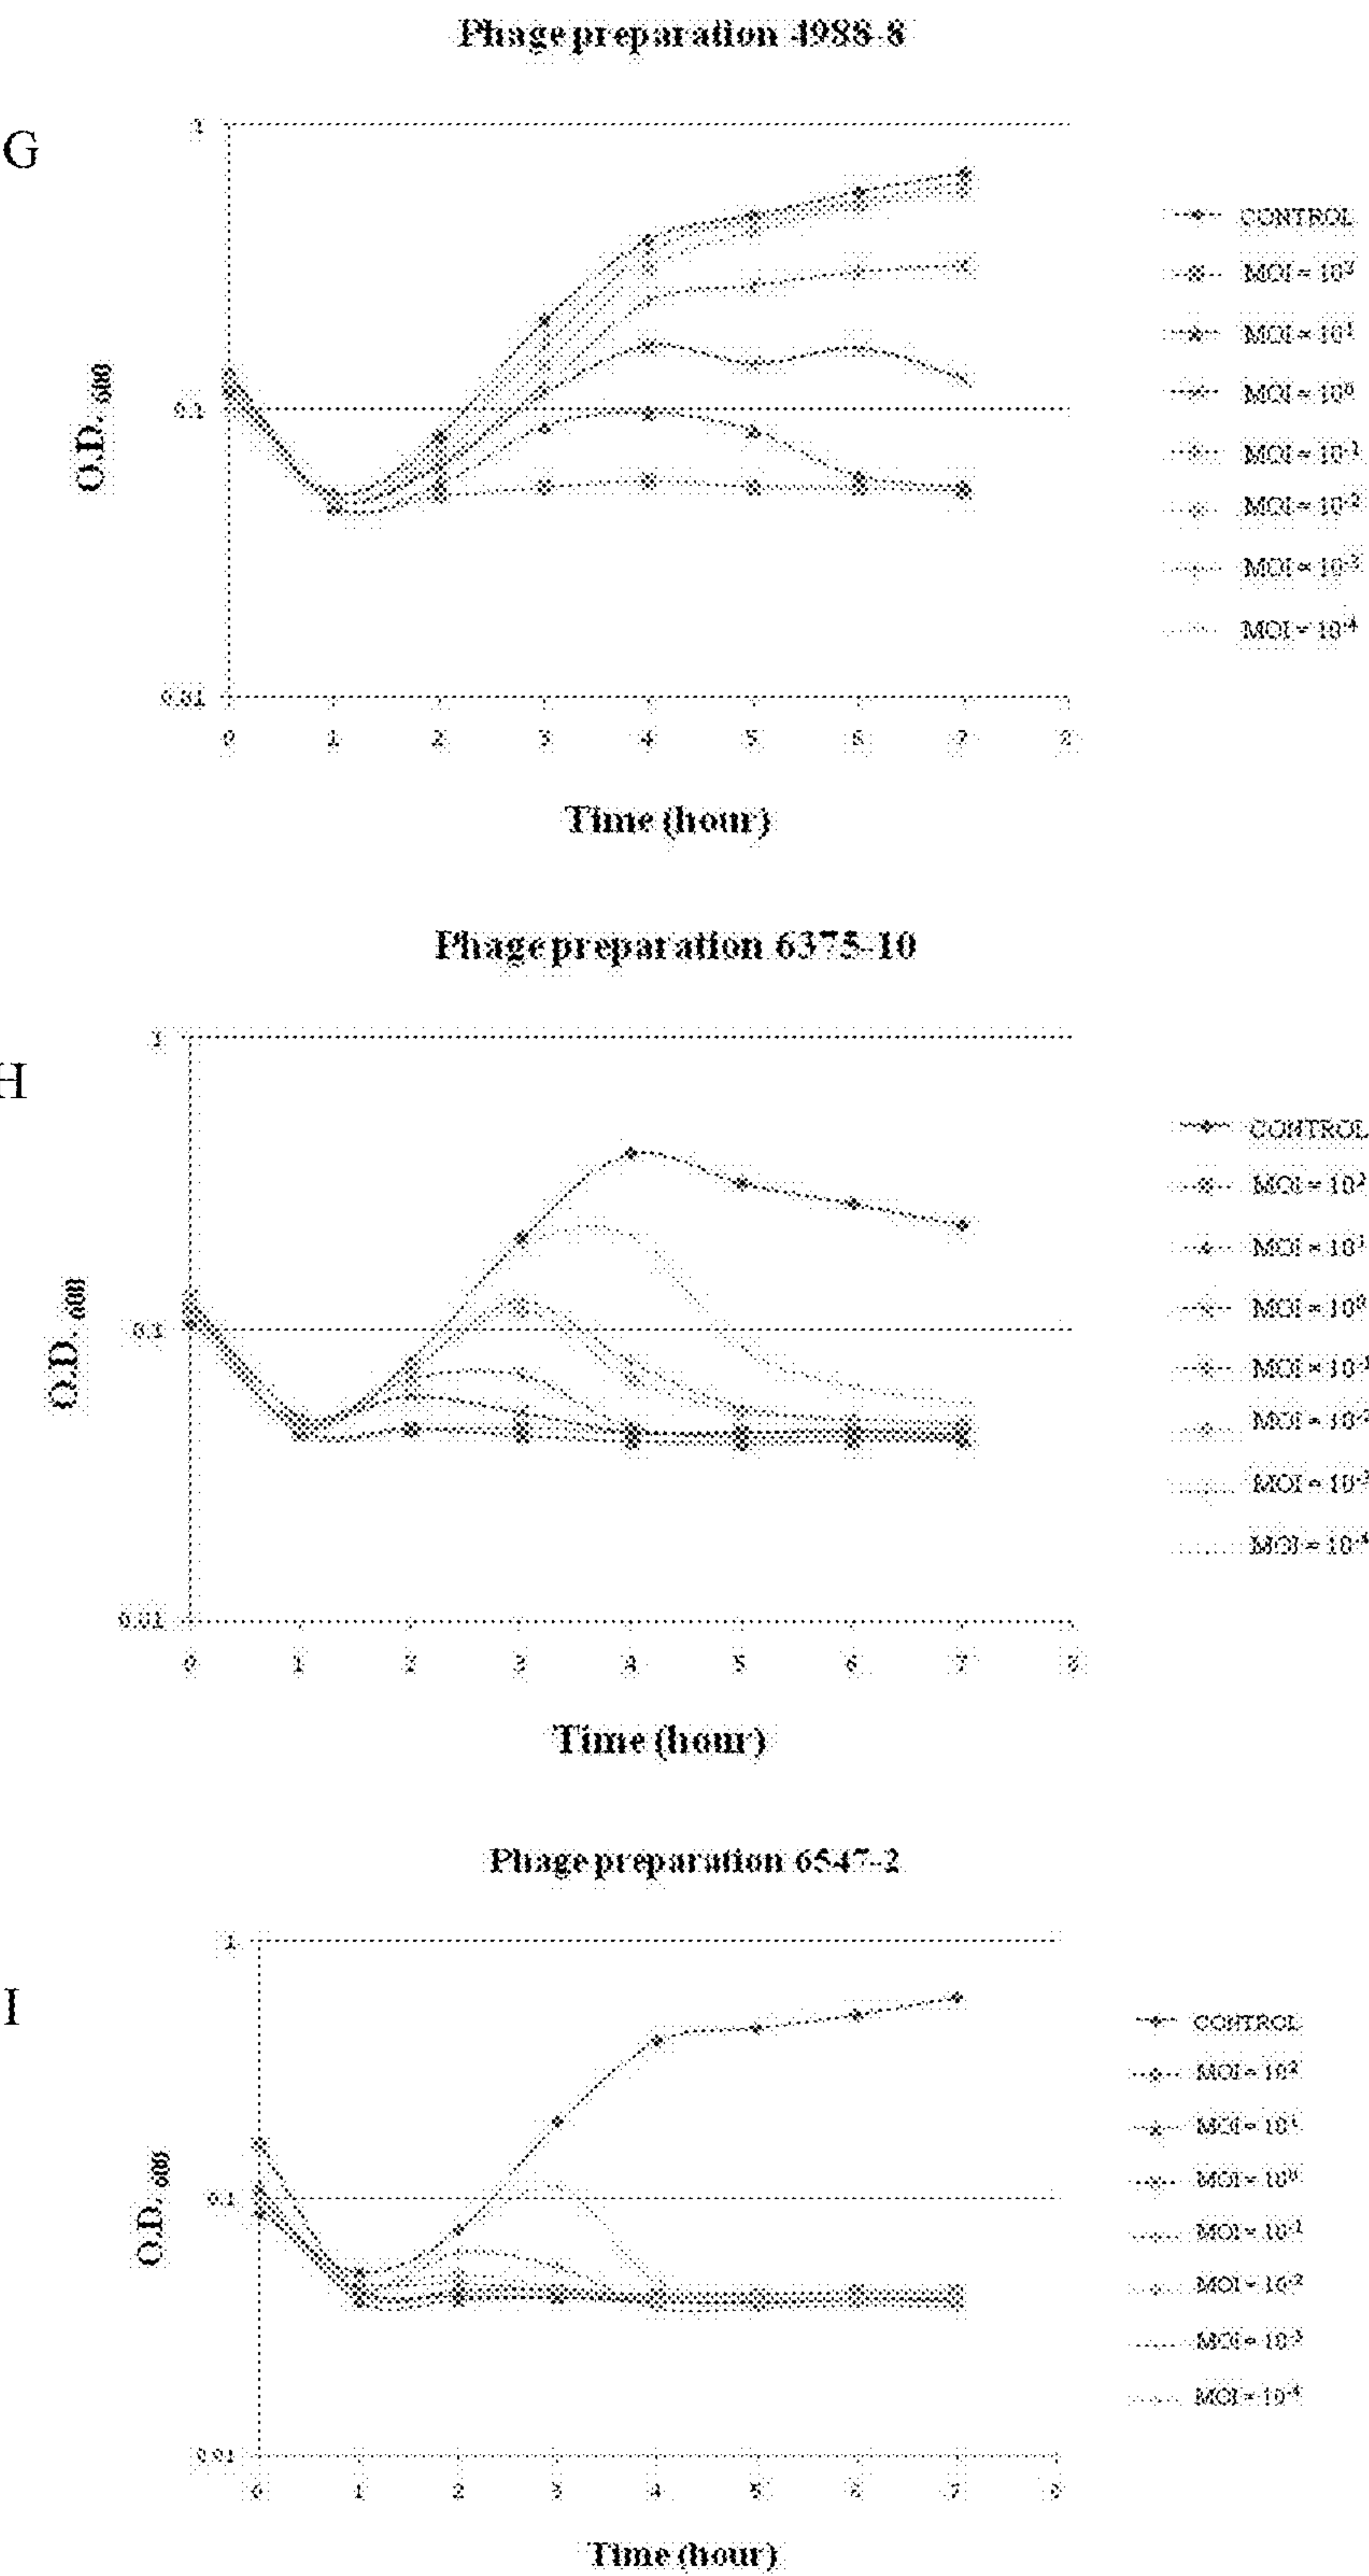 Phage preparation 4988-8
G
1
0.1
0.01
O.D. 600
0 1 2 3 4 5 6 7 8
Time (hour)
CONTROL
MOI = 10²
MOI = 10¹
MOI = 10⁰
MOI = 10⁻¹
MOI = 10⁻²
MOI = 10⁻³
MOI = 10⁻⁴
Phage preparation 6375-10
H
1
0.1
0.01
O.D. 600
0 1 2 3 4 5 6 7 8
Time (hour)
CONTROL
MOI = 10²
MOI = 10¹
MOI = 10⁰
MOI = 10⁻¹
MOI = 10⁻²
MOI = 10⁻³
MOI = 10⁻⁴
Phage preparation 6547-2
I
1
0.1
0.01
O.D. 600
0 1 2 3 4 5 6 7 8
Time (hour)
CONTROL
MOI = 10²
MOI = 10¹
MOI = 10⁰
MOI = 10⁻¹
MOI = 10⁻²
MOI = 10⁻³
MOI = 10⁻⁴